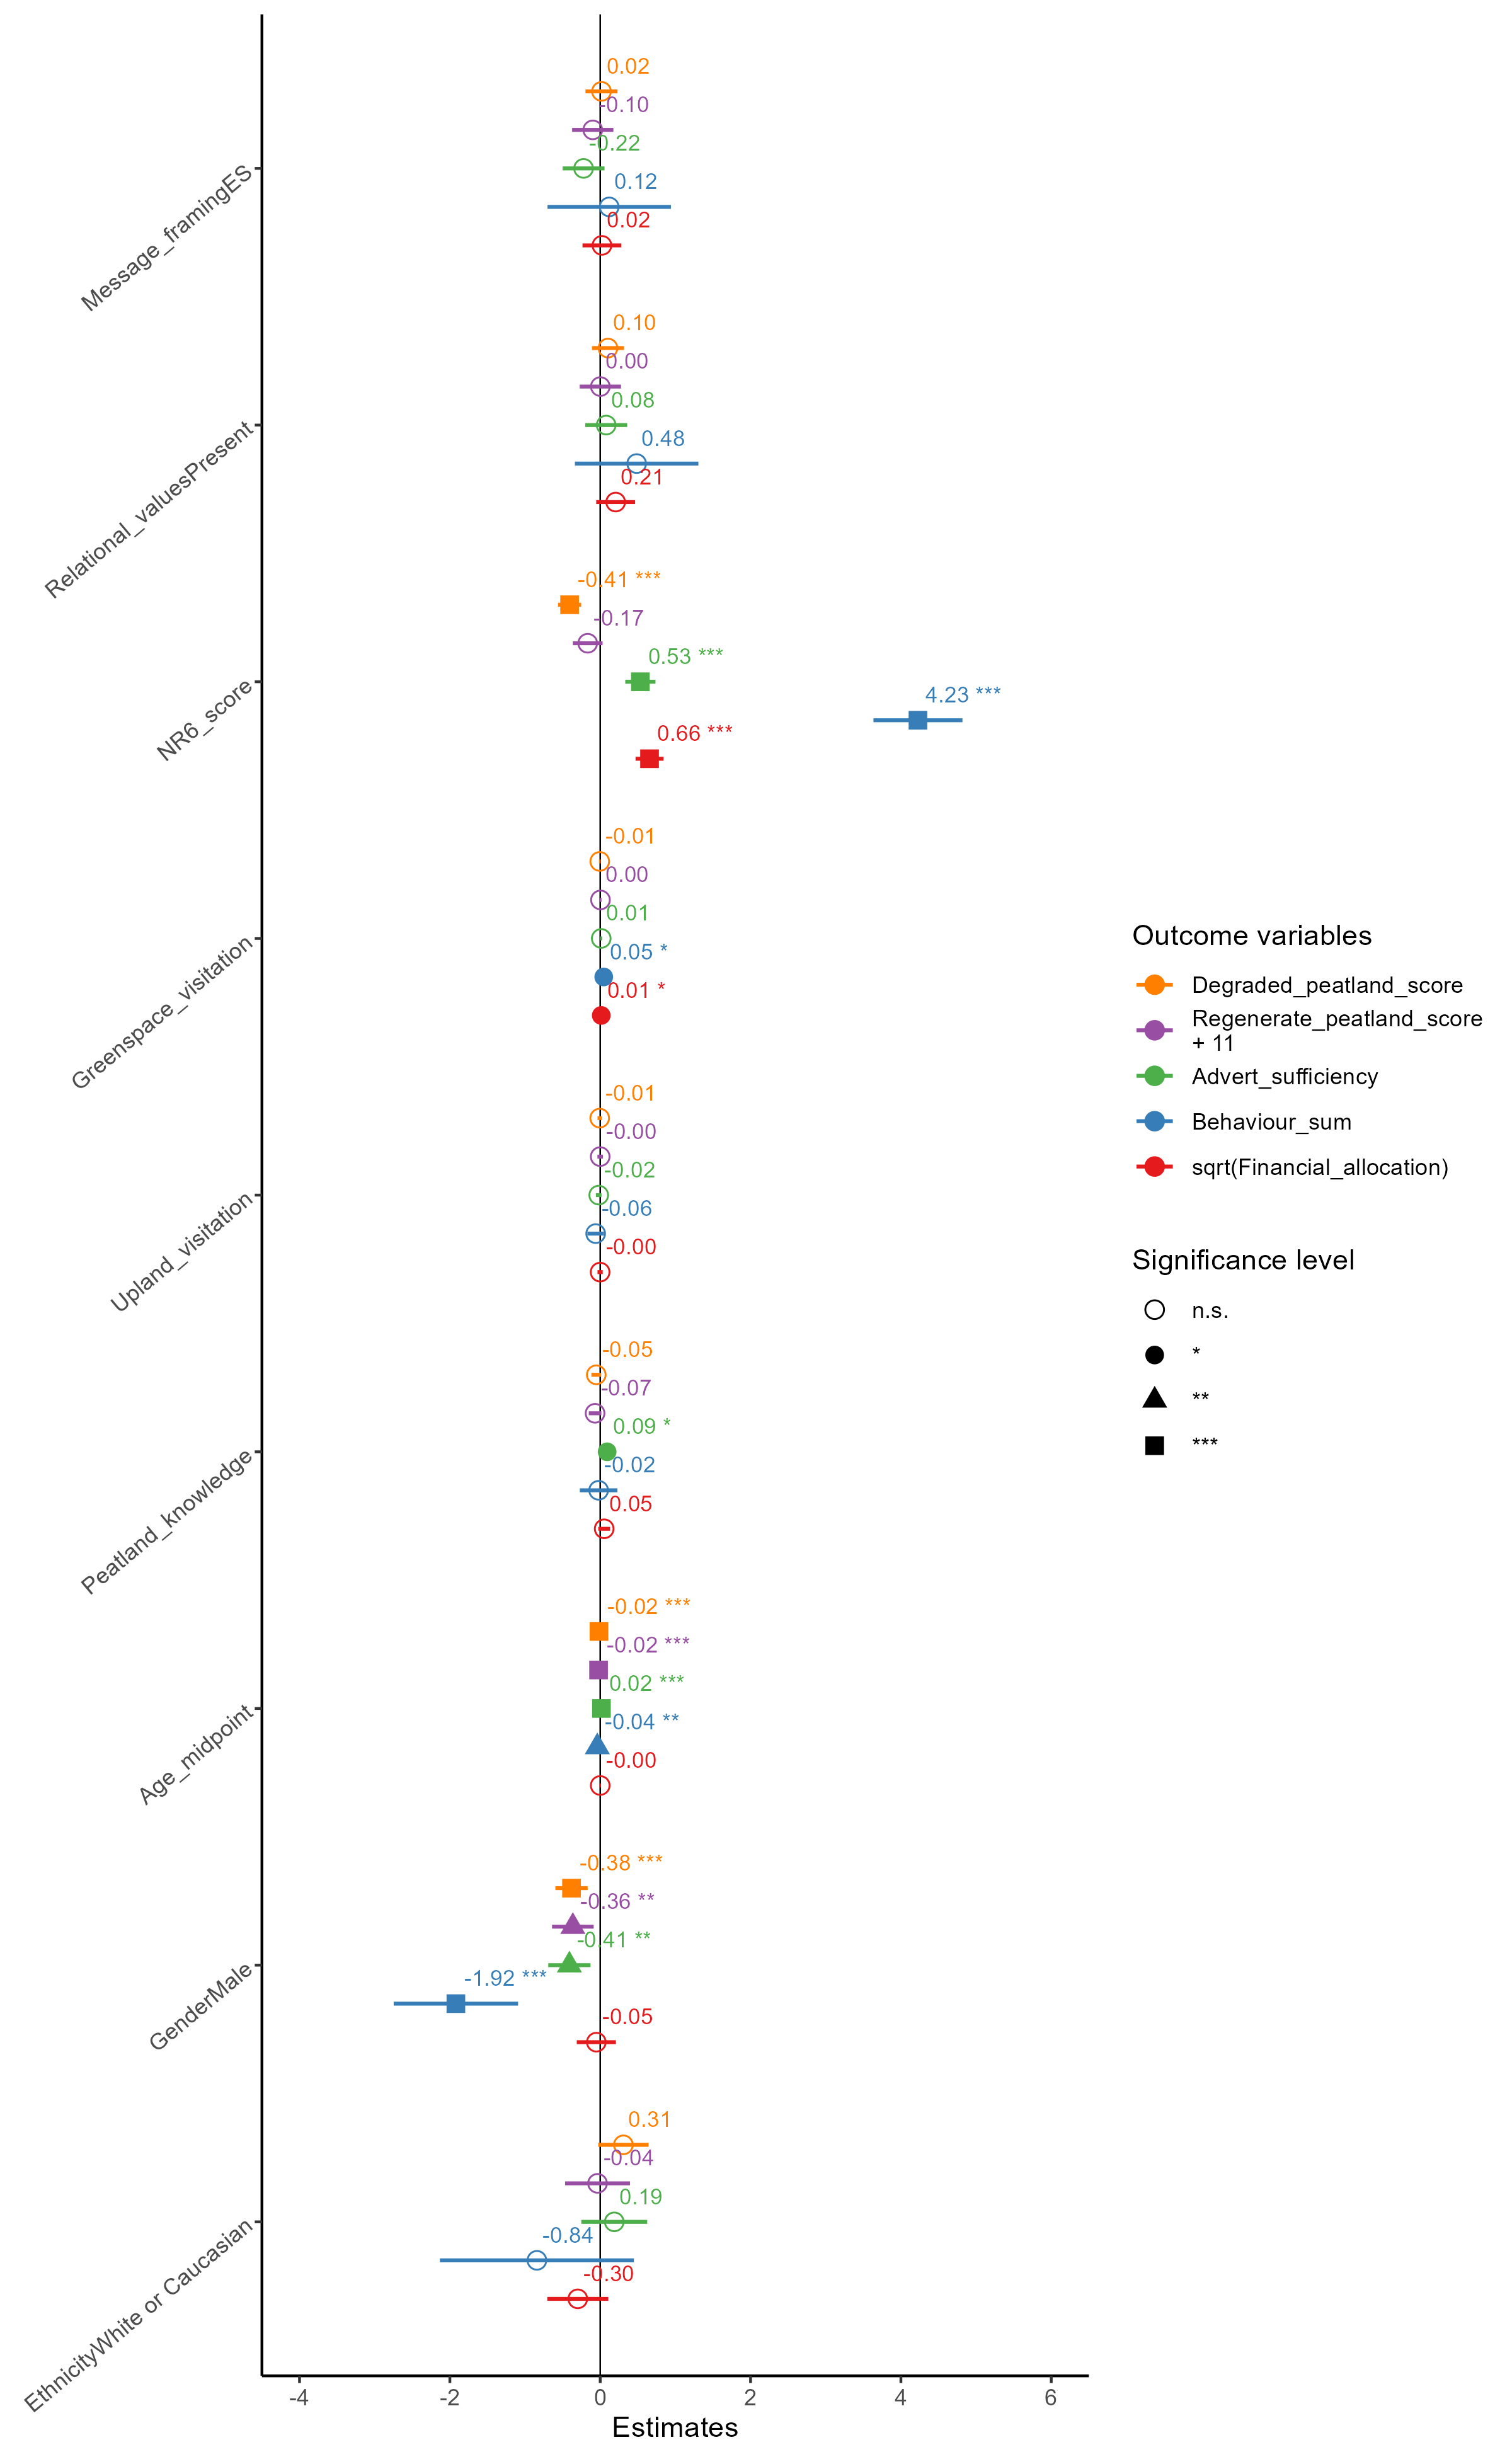 0.02
-0.10
-0.22
0.12
0.02
Message_framingES
0.10
0.00
0.08
0.48
0.21
Relational_valuesPresent
-0.41 ***
-0.17
0.53 ***
4.23 ***
0.66 ***
NR6_score
-0.01
0.00
0.01
0.05 *
0.01 *
Greenspace_visitation
-0.01
-0.00
-0.02
-0.06
-0.00
Upland_visitation
-0.05
-0.07
0.09 *
-0.02
0.05
Peatland_knowledge
-0.02 ***
-0.02 ***
0.02 ***
-0.04 **
-0.00
Age_midpoint
-0.38 ***
-0.36 **
-0.41 **
-1.92 ***
-0.05
GenderMale
0.31
-0.04
0.19
-0.84
-0.30
EthnicityWhite or Caucasian
-4 -2 0 2 4 6
Estimates
Outcome variables
Degraded_peatland_score
Regenerate_peatland_score
+ 11
Advert_sufficiency
Behaviour_sum
sqrt(Financial_allocation)
Significance level
n.s.
*
**
***